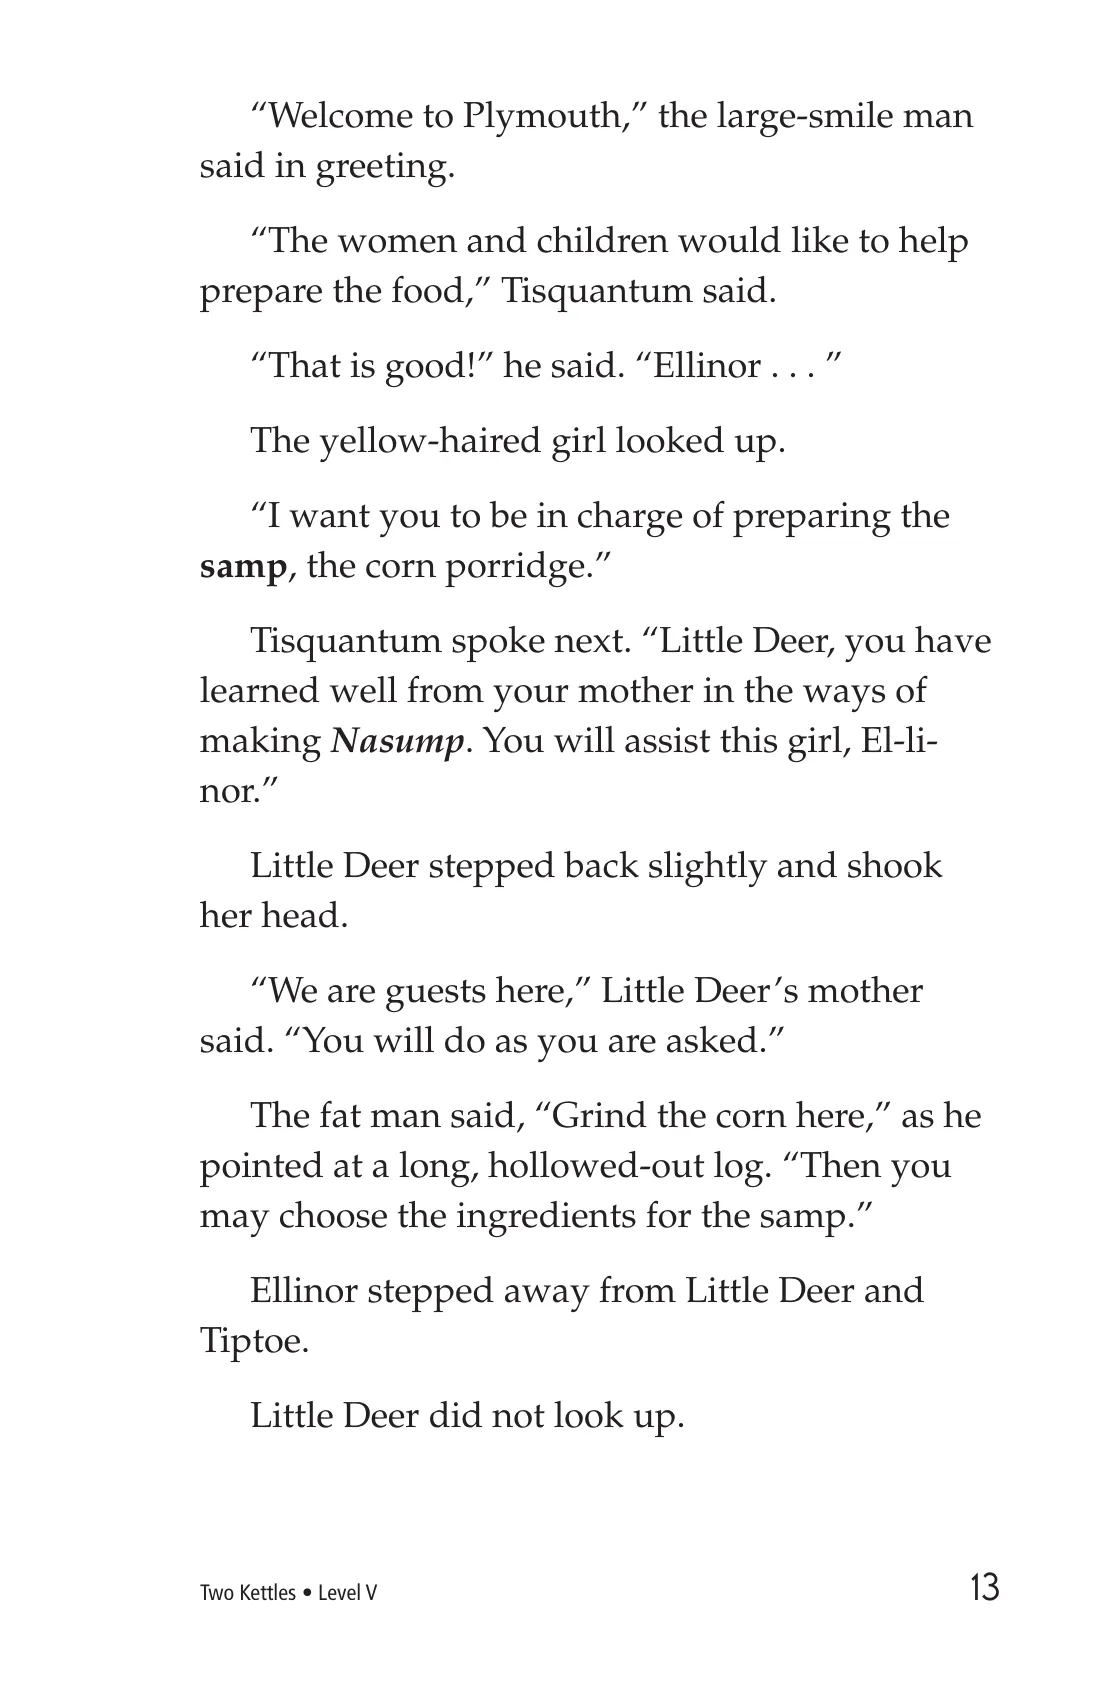 “Welcome to Plymouth,” the large-smile man
said in greeting.
“The women and children would like to help
prepare the food,” Tisquantum said.
“That is good!” he said. “Ellinor . . . ”
The yellow-haired girl looked up.
“I want you to be in charge of preparing the
samp, the corn porridge.”
Tisquantum spoke next. “Little Deer, you have
learned well from your mother in the ways of
making Nasump. You will assist this girl, El-li-
nor.”
Little Deer stepped back slightly and shook
her head.
“We are guests here,” Little Deer’s mother
said. “You will do as you are asked.”
The fat man said, “Grind the corn here,” as he
pointed at a long, hollowed-out log. “Then you
may choose the ingredients for the samp.”
Ellinor stepped away from Little Deer and
Tiptoe.
Little Deer did not look up.
Two Kettles • Level V
13